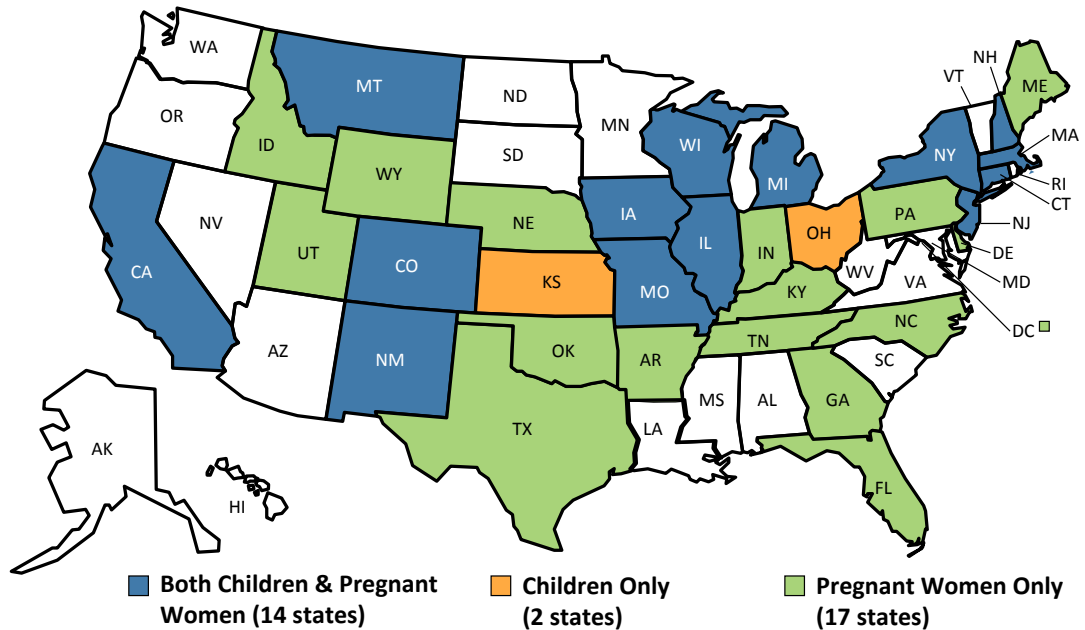 WA
OR
CA
NV
ID
MT
WY
UT
AZ
CO
NM
ND
SD
NE
KS
OK
TX
MN
IA
MO
AR
LA
WI
IL
MS
MI
IN
KY
TN
AL
OH
WV
VA
NC
SC
GA
FL
PA
NY
VT
NH
ME
MA
RI
CT
NJ
DE
MD
DC
AK
HI
Both Children & Pregnant
Women (14 states)
Children Only
(2 states)
Pregnant Women Only
(17 states)